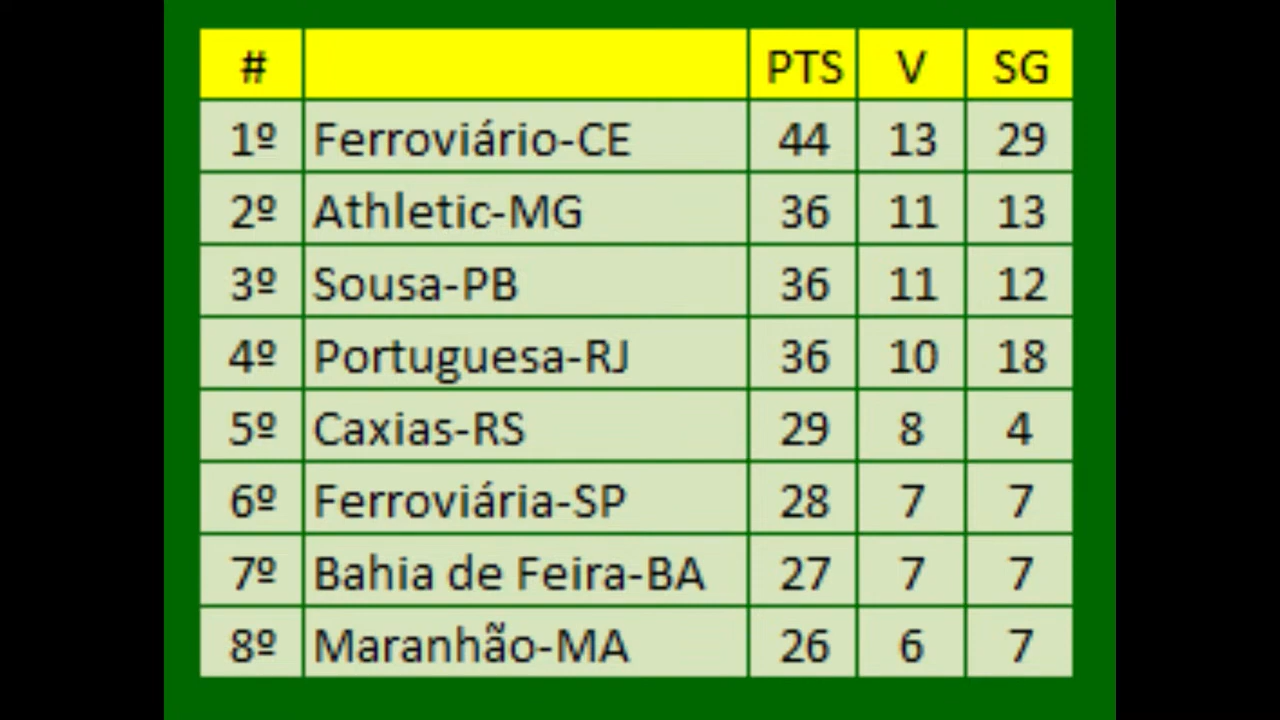 # PTS V SG
1º Ferroviário-CE 44 13 29
2º Athletic-MG 36 11 13
3º Sousa-PB 36 11 12
4º Portuguesa-RJ 36 10 18
5º Caxias-RS 29 8 4
6º Ferroviária-SP 28 7 7
7º Bahia de Feira-BA 27 7 7
8º Maranhão-MA 26 6 7